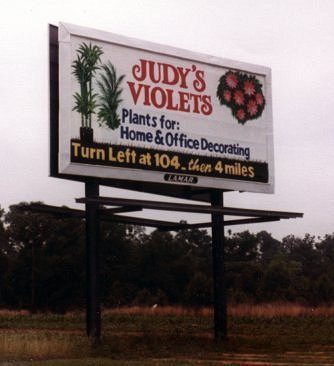 JUDY'S
VIOLETS
Plants for:
Home & Office Decorating
Turn Left at 104...then 4 miles
LAMAR